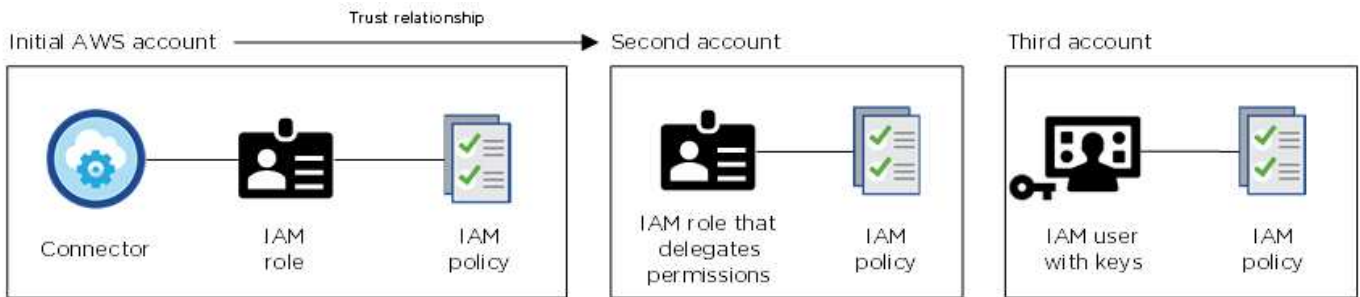 Trust relationship
Initial AWS account
Second account
Third account
Connector
IAM
role
IAM
policy
IAM role that
delegates
permissions
IAM
policy
IAM user
with keys
IAM
policy